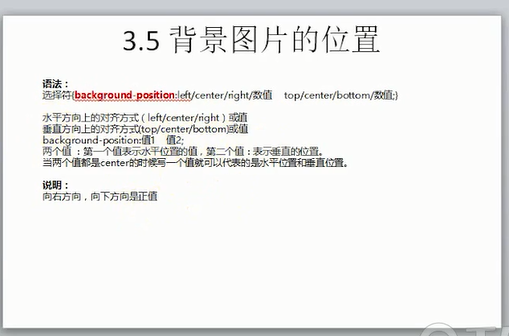 3.5 背景图片的位置
语法：
选择符{background-position:left/center/right/数值 top/center/bottom/数值;}
水平方向上的对齐方式（left/center/right）或值
垂直方向上的对齐方式(top/center/bottom)或值
background-position:值1 值2;
两个值：第一个值表示水平位置的值，第二个值：表示垂直的位置。
当两个值都是center的时候写一个值就可以代表的是水平位置和垂直位置。
说明：
向右方向，向下方向是正值